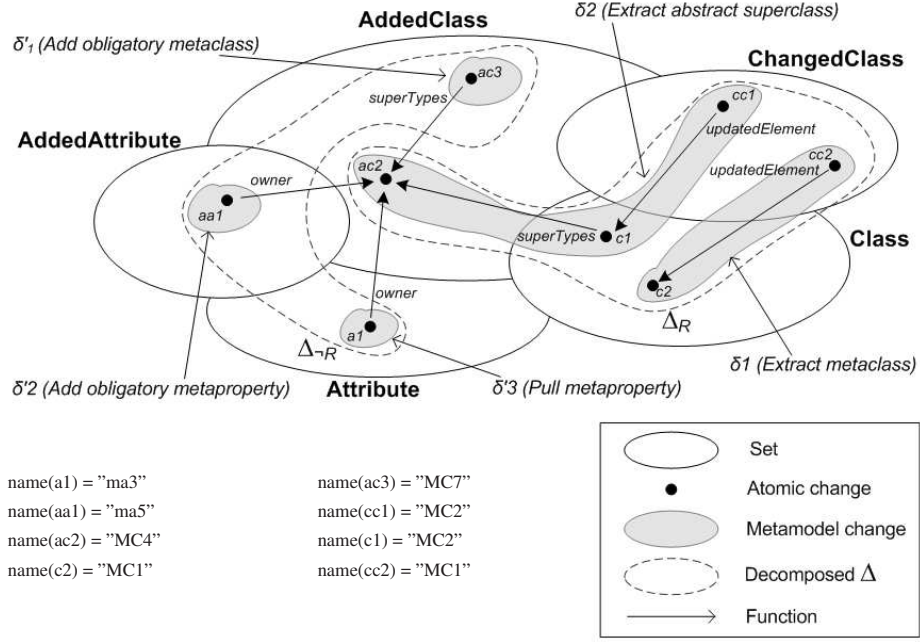 AddedClass
δ2 (Extract abstract superclass)
δ'₁ (Add obligatory metaclass)
ChangedClass
ac3
superTypes
cc1
AddedAttribute
updatedElement
cc2
ac2
updatedElement
owner
aa1
superTypes
c1
Class
c2
owner
a1
Δ¬R
ΔR
δ1 (Extract metaclass)
δ'2 (Add obligatory metaproperty)
Attribute
δ'3 (Pull metaproperty)
name(a1) = ”ma3”
name(aa1) = ”ma5”
name(ac2) = ”MC4”
name(c2) = ”MC1”
name(ac3) = ”MC7”
name(cc1) = ”MC2”
name(c1) = ”MC2”
name(cc2) = ”MC1”
Set
Atomic change
Metamodel change
Decomposed Δ
Function